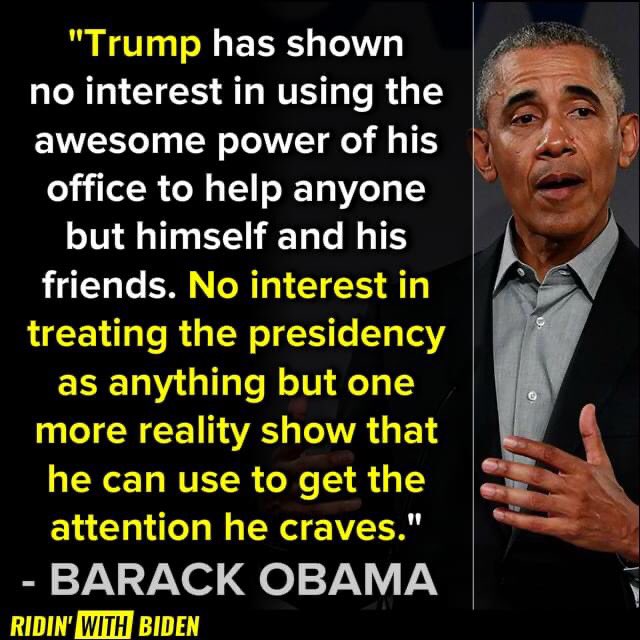 "Trump has shown
no interest in using the
awesome power of his
office to help anyone
but himself and his
friends. No interest in
treating the presidency
as anything but one
more reality show that
he can use to get the
attention he craves."
- BARACK OBAMA
RIDIN' WITH BIDEN